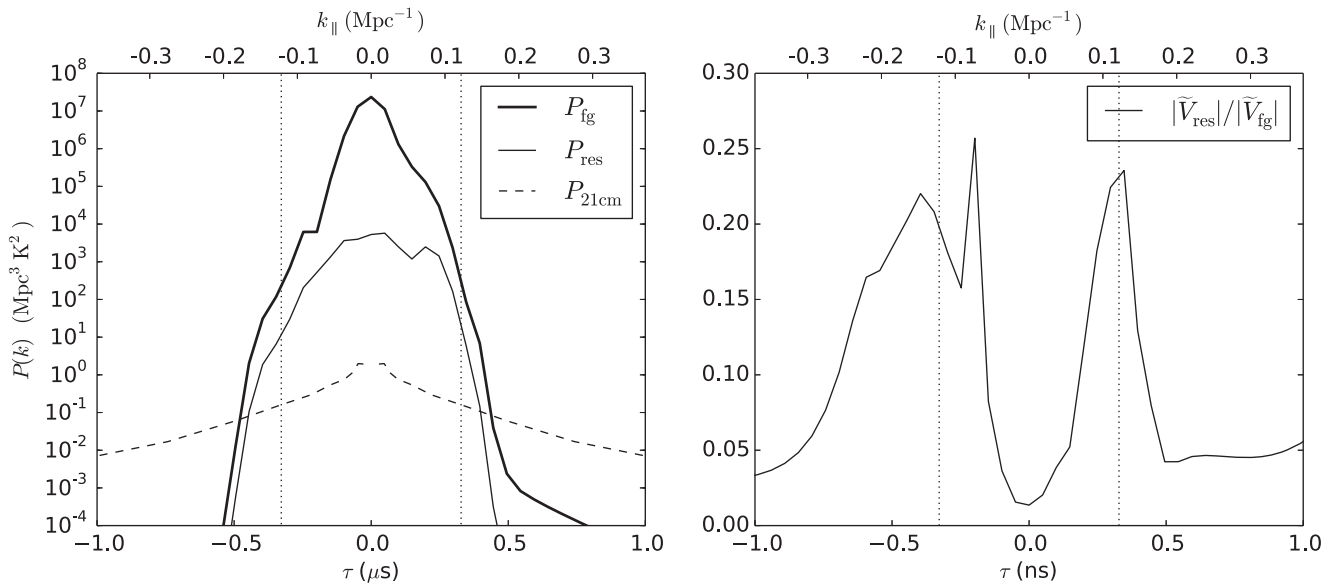 k∥ (Mpc⁻¹)
-0.3 -0.2 -0.1 0.0 0.1 0.2 0.3
10⁸
10⁷
10⁶
10⁵
10⁴
10³
10²
10¹
10⁰
10⁻¹
10⁻²
10⁻³
10⁻⁴
P(k) (Mpc³ K²)
P_fg
P_res
P_21cm
-1.0 -0.5 0.0 0.5 1.0
τ (μs)
k∥ (Mpc⁻¹)
-0.3 -0.2 -0.1 0.0 0.1 0.2 0.3
0.30
0.25
0.20
0.15
0.10
0.05
0.00
|Ṽ_res|/|Ṽ_fg|
-1.0 -0.5 0.0 0.5 1.0
τ (ns)